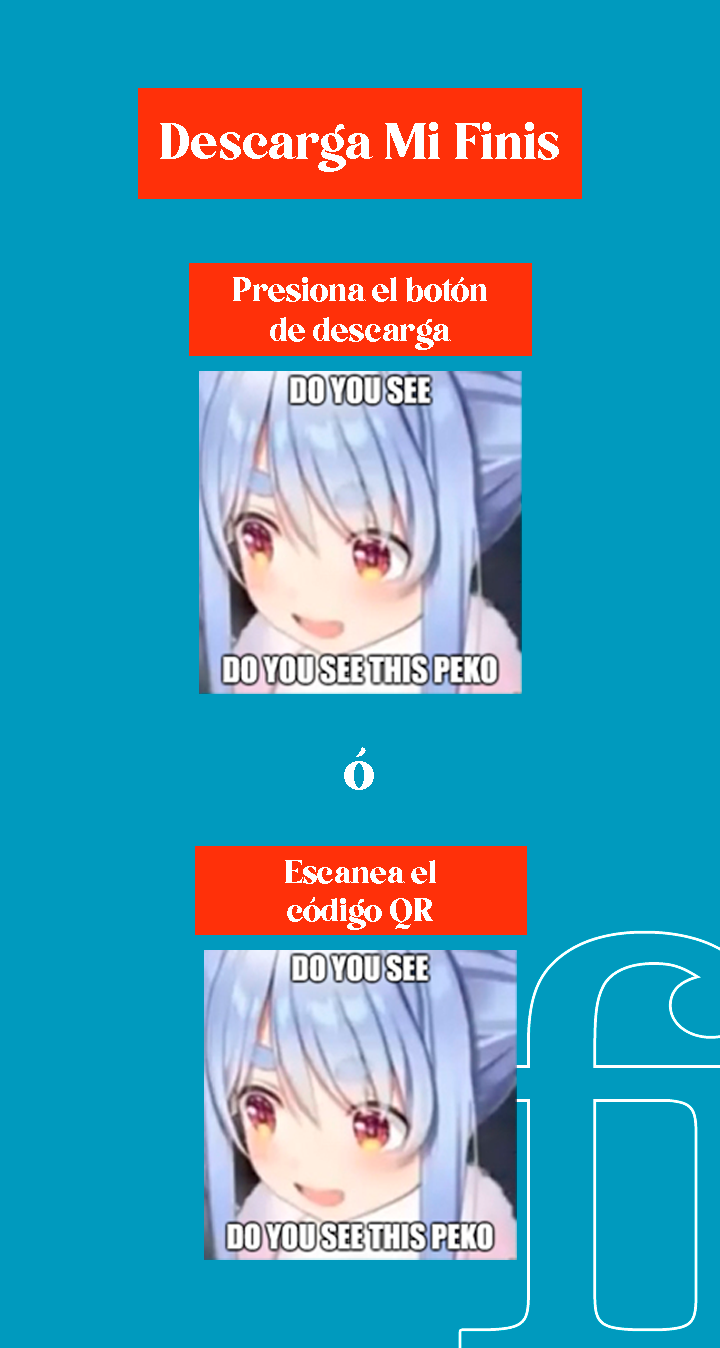 Descarga Mi Finis
Presiona el botón
de descarga
DO YOU SEE
DO YOU SEE THIS PEKO
ó
Escanea el
código QR
DO YOU SEE
DO YOU SEE THIS PEKO
fi